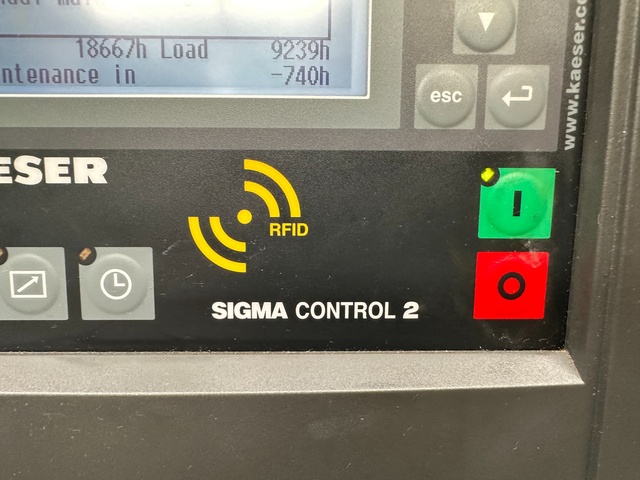 18667h Load 9239h
ntenance in -740h
esc
www.kaeser.c
ESER
RFID
SIGMA CONTROL 2